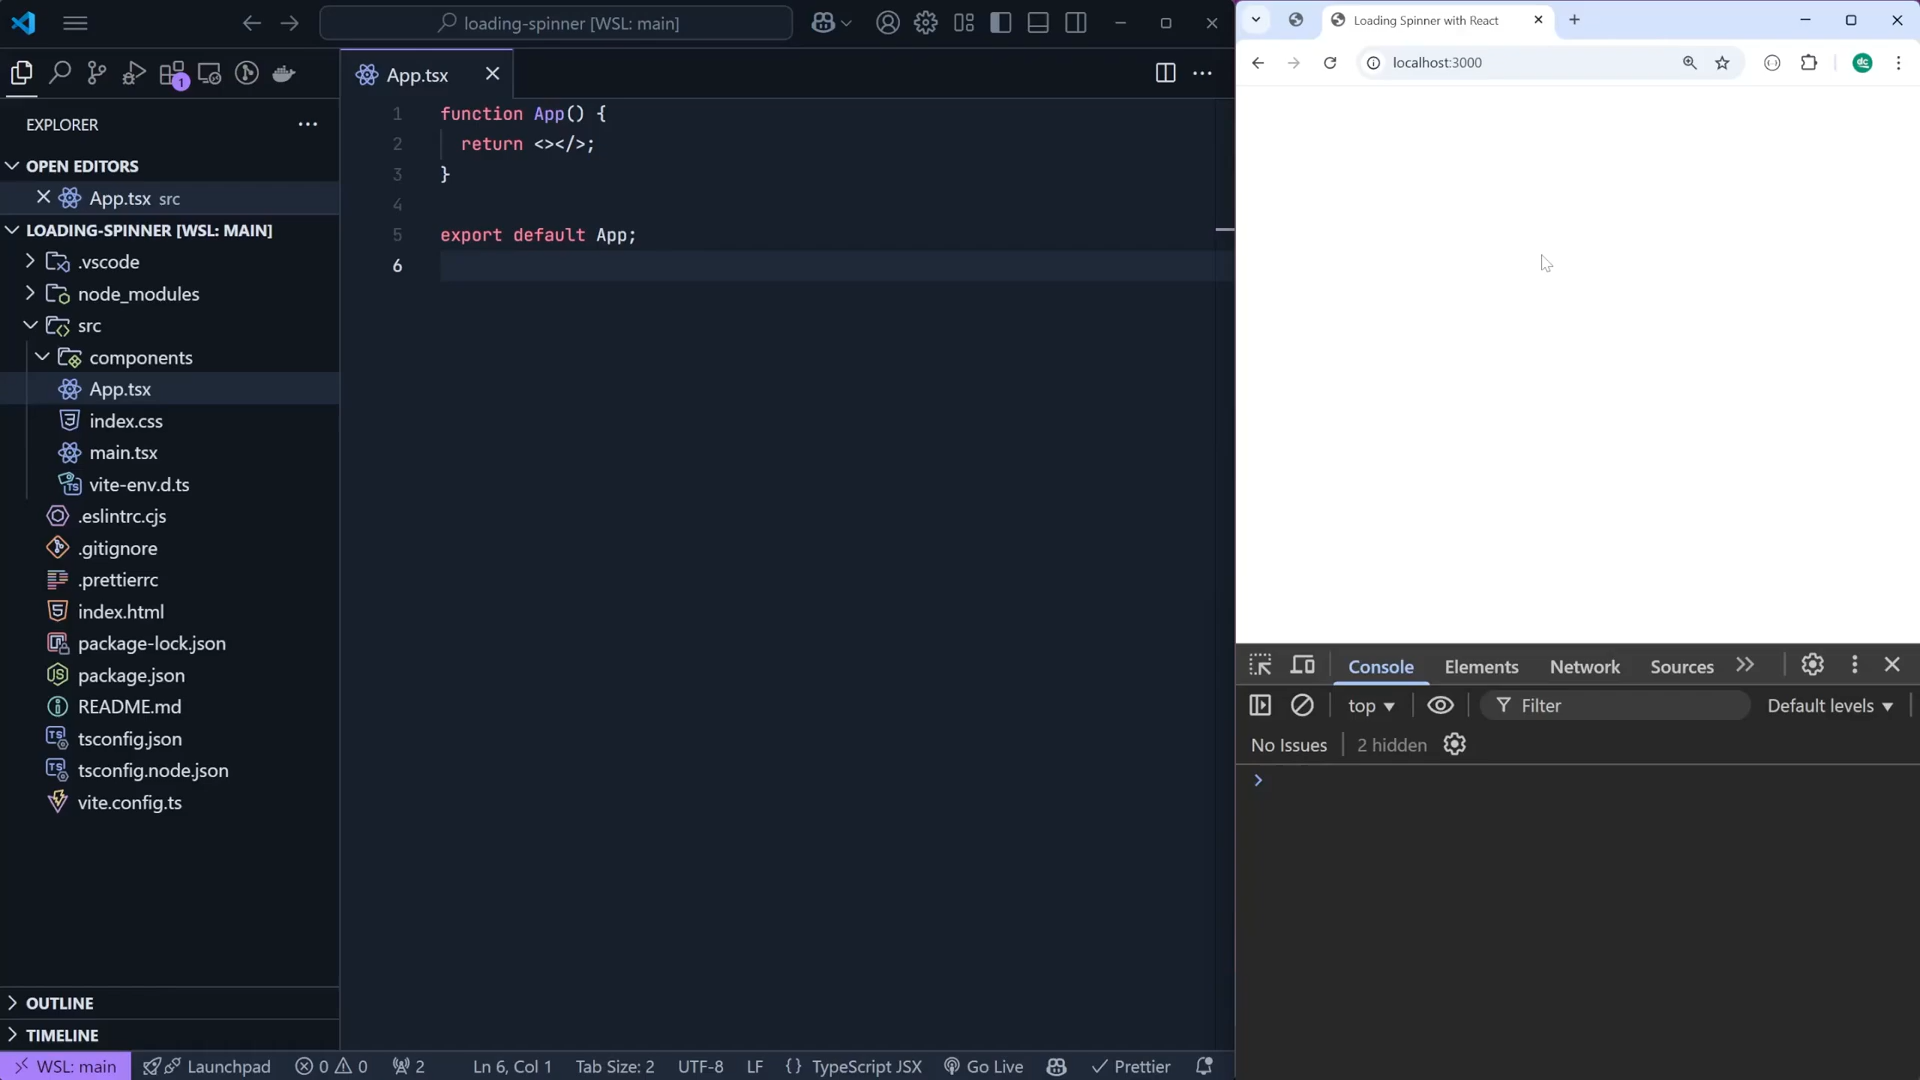 loading-spinner [WSL: main]
App.tsx
1
EXPLORER
OPEN EDITORS
App.tsx src
LOADING-SPINNER [WSL: MAIN]
.vscode
node_modules
src
components
App.tsx
index.css
main.tsx
vite-env.d.ts
.eslintrc.cjs
.gitignore
.prettierrc
index.html
package-lock.json
package.json
README.md
tsconfig.json
tsconfig.node.json
vite.config.ts
OUTLINE
TIMELINE
1 function App() {
2 return <></>;
3 }
4
5 export default App;
6
WSL: main Launchpad 0 0 2 Ln 6, Col 1 Tab Size: 2 UTF-8 LF {} TypeScript JSX Go Live Prettier
Loading Spinner with React
localhost:3000
dc
Console Elements Network Sources
top Filter Default levels
No Issues 2 hidden